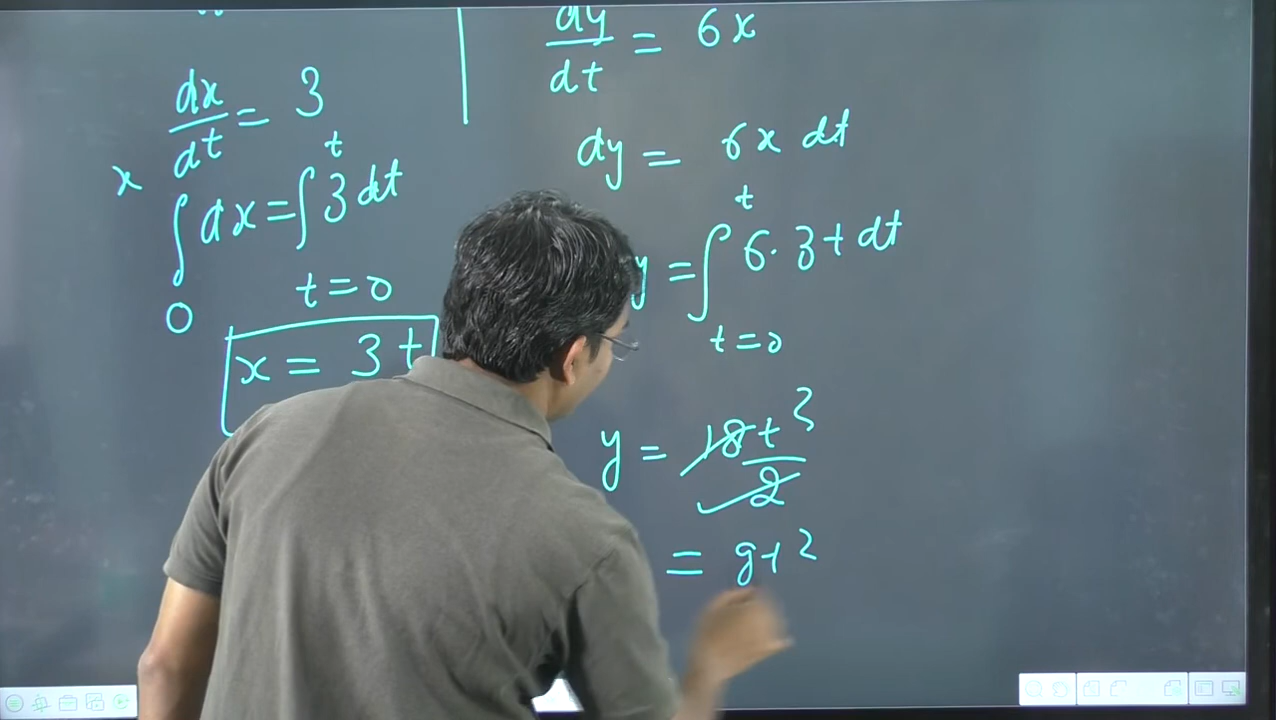 dx/dt = 3
x t
∫ dx = ∫ 3 dt
0 t = 0
x = 3t
dy/dt = 6x
dy = 6x dt
t
y = ∫ 6·3t dt
t = 0
y = 18t²/2
= 9t²